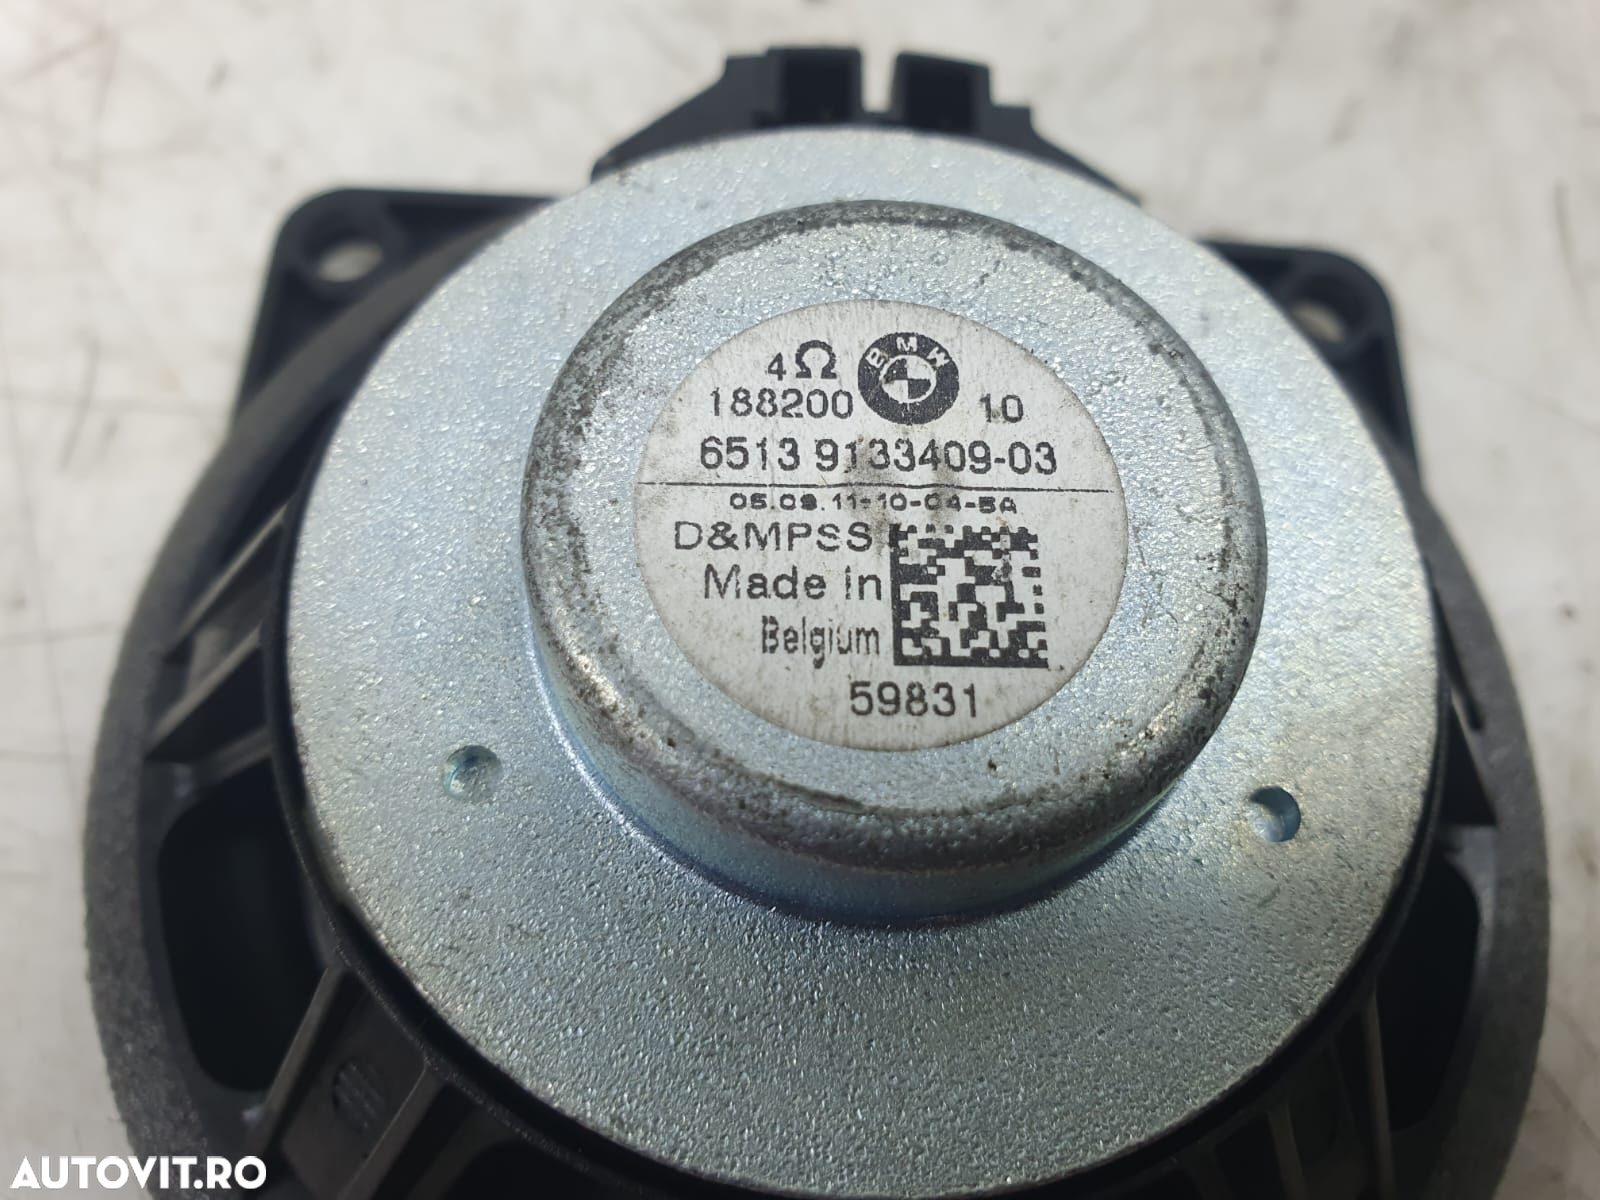 4Ω BMW
188200 10
6513 9133409-03
05.09.11-10-04-5A
D&MPSS
Made in
Belgium
59831
AUTOVIT.RO